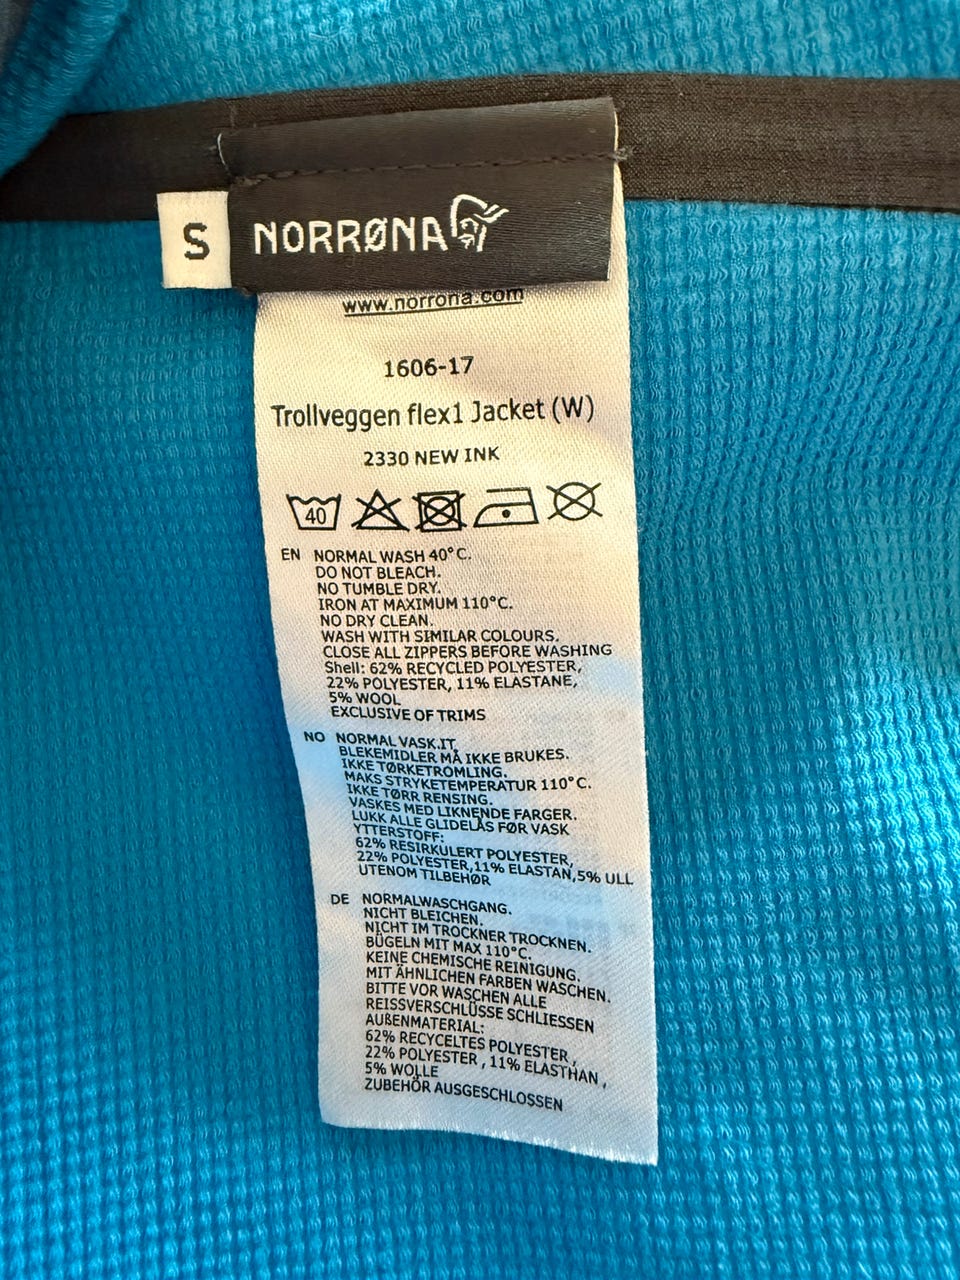 S
NORRØNA
www.norrona.com
1606-17
Trollveggen flex1 Jacket (W)
2330 NEW INK
40
EN NORMAL WASH 40°C.
DO NOT BLEACH.
NO TUMBLE DRY.
IRON AT MAXIMUM 110°C.
NO DRY CLEAN.
WASH WITH SIMILAR COLOURS.
CLOSE ALL ZIPPERS BEFORE WASHING
Shell: 62% RECYCLED POLYESTER,
22% POLYESTER, 11% ELASTANE,
5% WOOL
EXCLUSIVE OF TRIMS
NO NORMAL VASK.IT,
BLEKEMIDLER MÅ IKKE BRUKES.
IKKE TØRKETROMLING.
MAKS STRYKETEMPERATUR 110°C.
IKKE TØRR RENSING.
VASKES MED LIKNENDE FARGER.
LUKK ALLE GLIDELÅS FØR VASK
YTTERSTOFF:
62% RESIRKULERT POLYESTER,
22% POLYESTER,11% ELASTAN,5% ULL
UTENOM TILBEHØR
DE NORMALWASCHGANG.
NICHT BLEICHEN.
NICHT IM TROCKNER TROCKNEN.
BÜGELN MIT MAX 110°C.
KEINE CHEMISCHE REINIGUNG.
MIT ÄHNLICHEN FARBEN WASCHEN.
BITTE VOR WASCHEN ALLE
REISSVERSCHLÜSSE SCHLIESSEN
AUßENMATERIAL:
62% RECYCELTES POLYESTER ,
22% POLYESTER , 11% ELASTHAN ,
5% WOLLE
ZUBEHÖR AUSGESCHLOSSEN